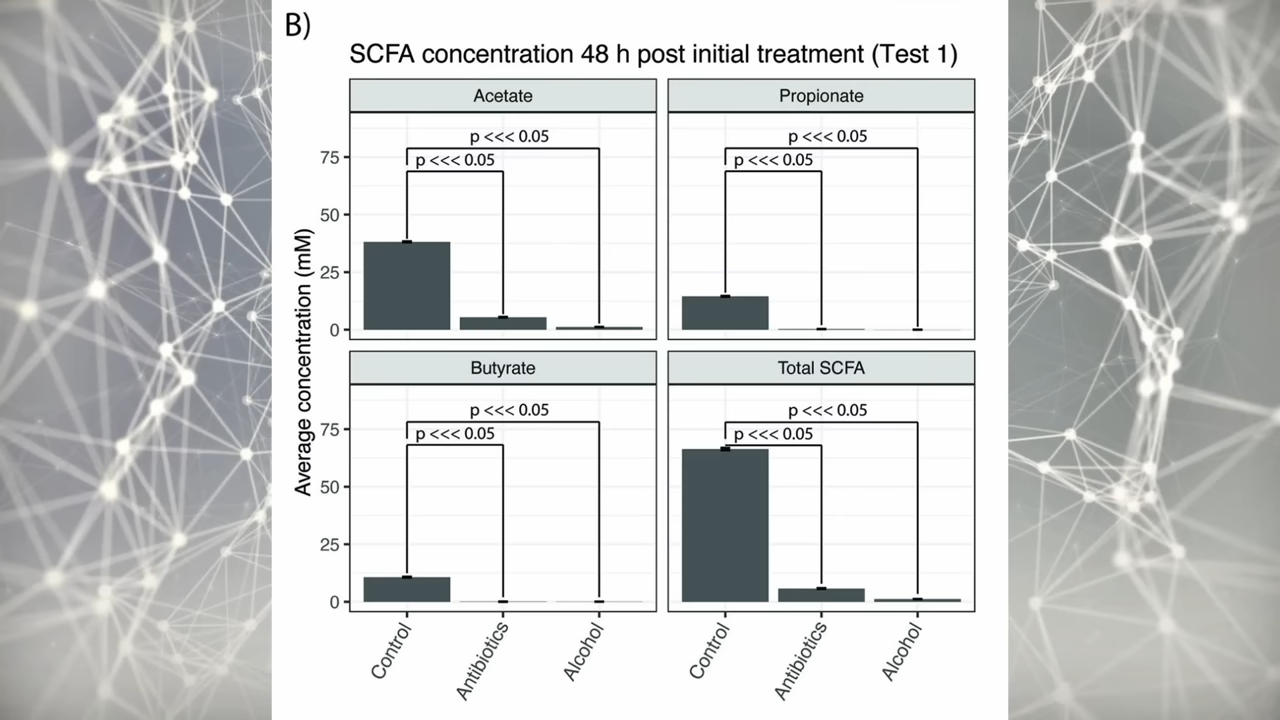 B)
SCFA concentration 48 h post initial treatment (Test 1)
Acetate
Propionate
p <<< 0.05
p <<< 0.05
p <<< 0.05
p <<< 0.05
75
50
25
0
Butyrate
Total SCFA
p <<< 0.05
p <<< 0.05
p <<< 0.05
p <<< 0.05
75
50
25
0
Average concentration (mM)
Control
Antibiotics
Alcohol
Control
Antibiotics
Alcohol